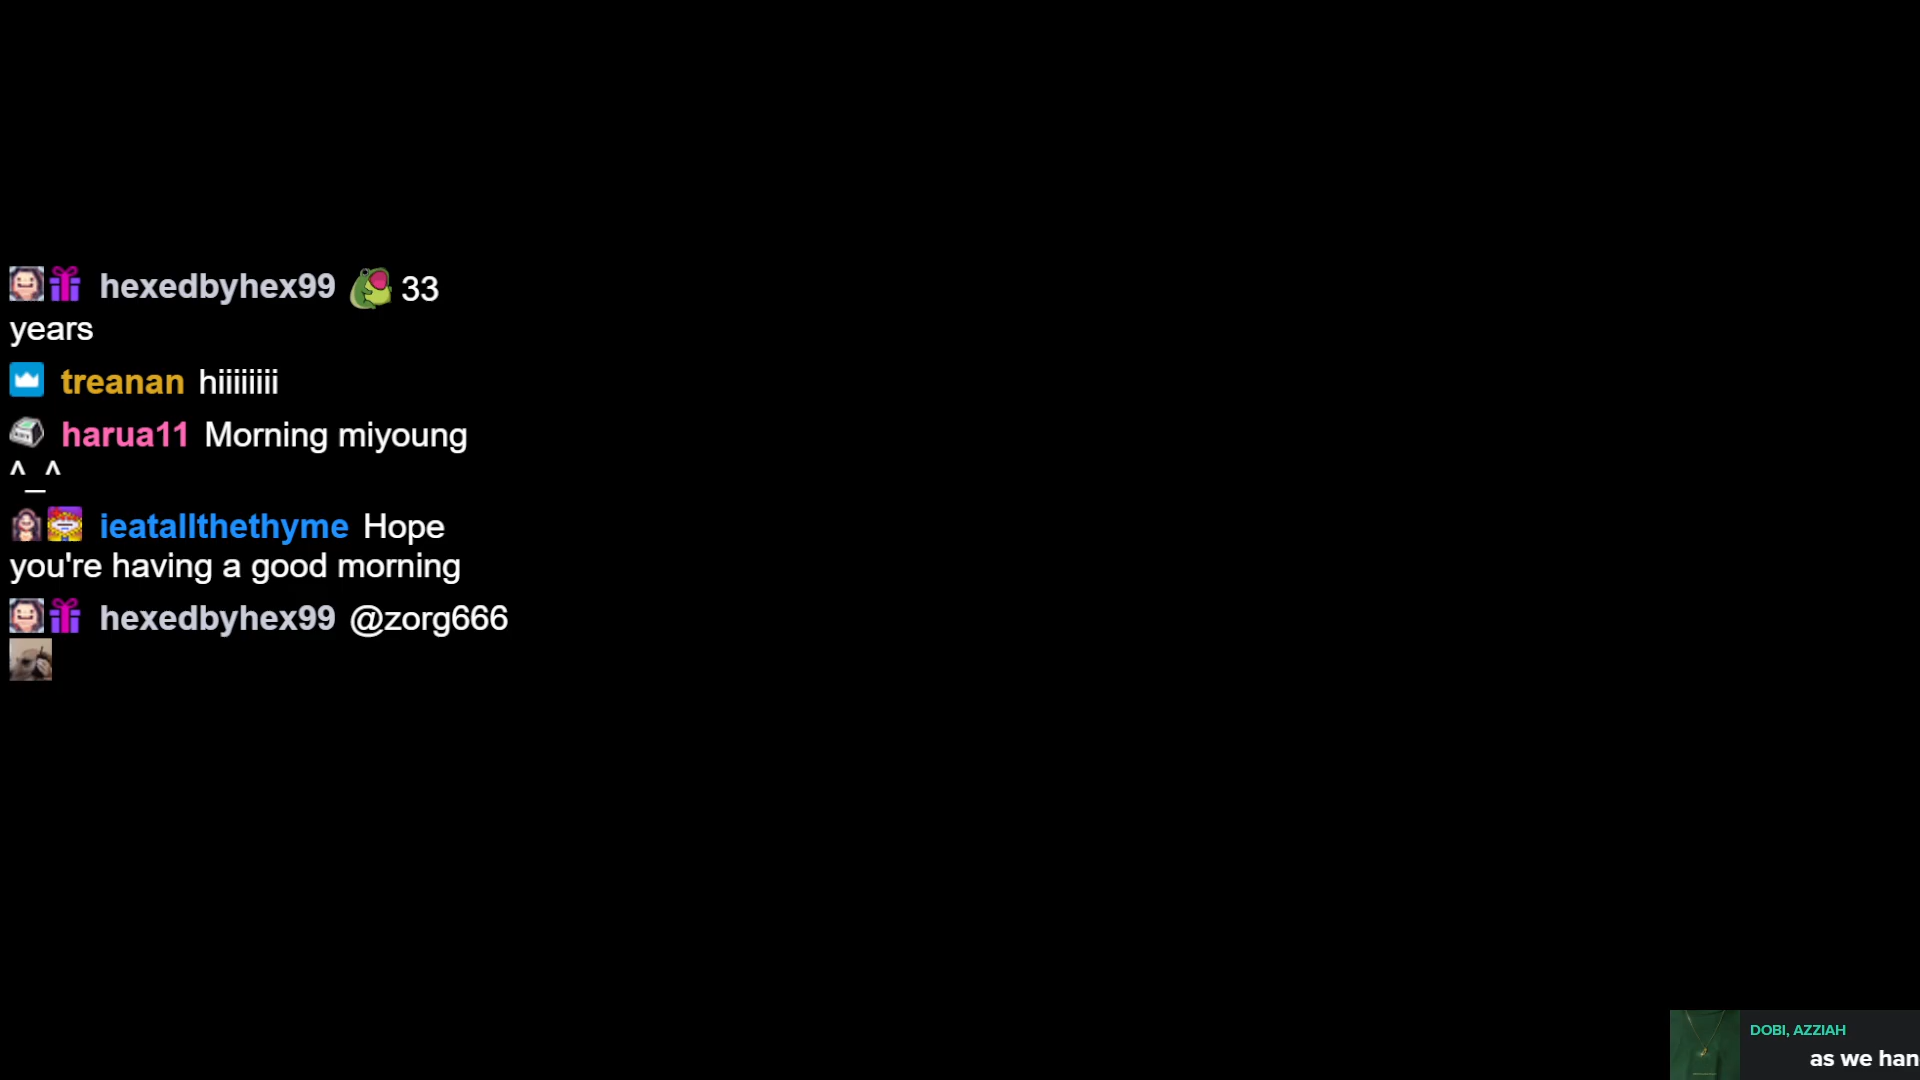 hexedbyhex99 33
years
treanan hiiiiiiii
harua11 Morning miyoung
^_^
ieatallthethyme Hope
you're having a good morning
hexedbyhex99 @zorg666
DOBI, AZZIAH
as we han